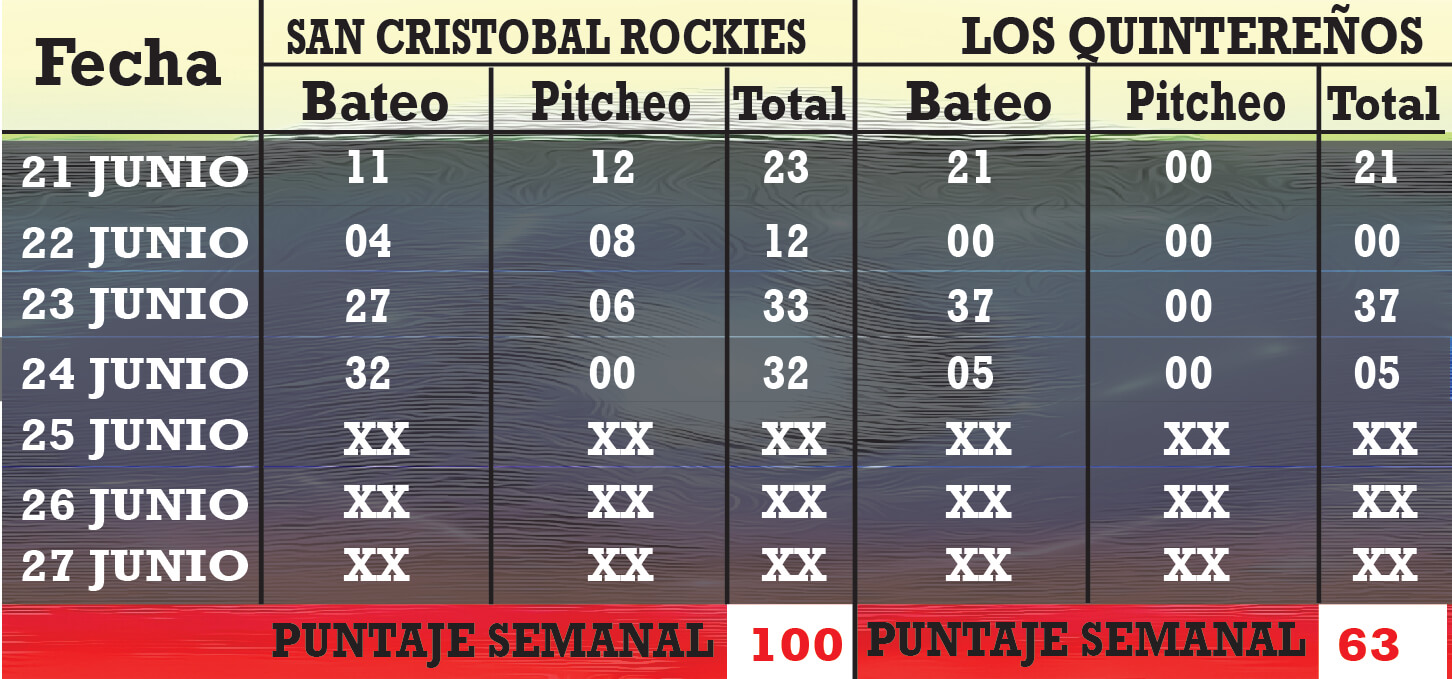 Fecha SAN CRISTOBAL ROCKIES LOS QUINTEREÑOS
Bateo Pitcheo Total Bateo Pitcheo Total
21 JUNIO 11 12 23 21 00 21
22 JUNIO 04 08 12 00 00 00
23 JUNIO 27 06 33 37 00 37
24 JUNIO 32 00 32 05 00 05
25 JUNIO XX XX XX XX XX XX
26 JUNIO XX XX XX XX XX XX
27 JUNIO XX XX XX XX XX XX
PUNTAJE SEMANAL 100 PUNTAJE SEMANAL 63